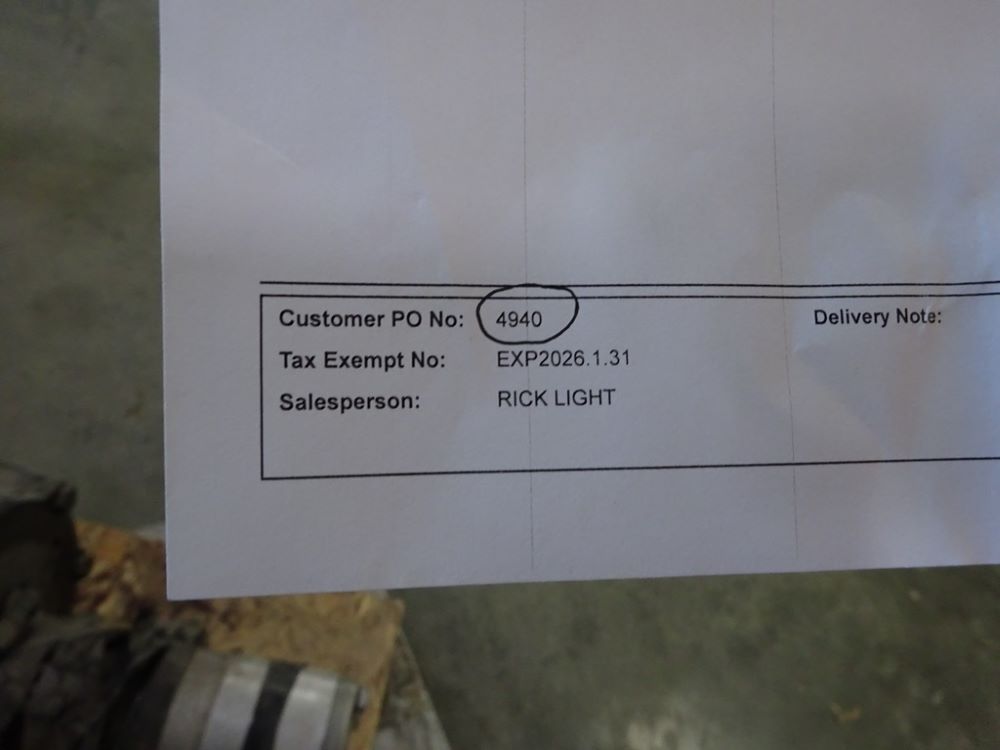 Customer PO No: 4940 Delivery Note:
Tax Exempt No: EXP2026.1.31
Salesperson: RICK LIGHT